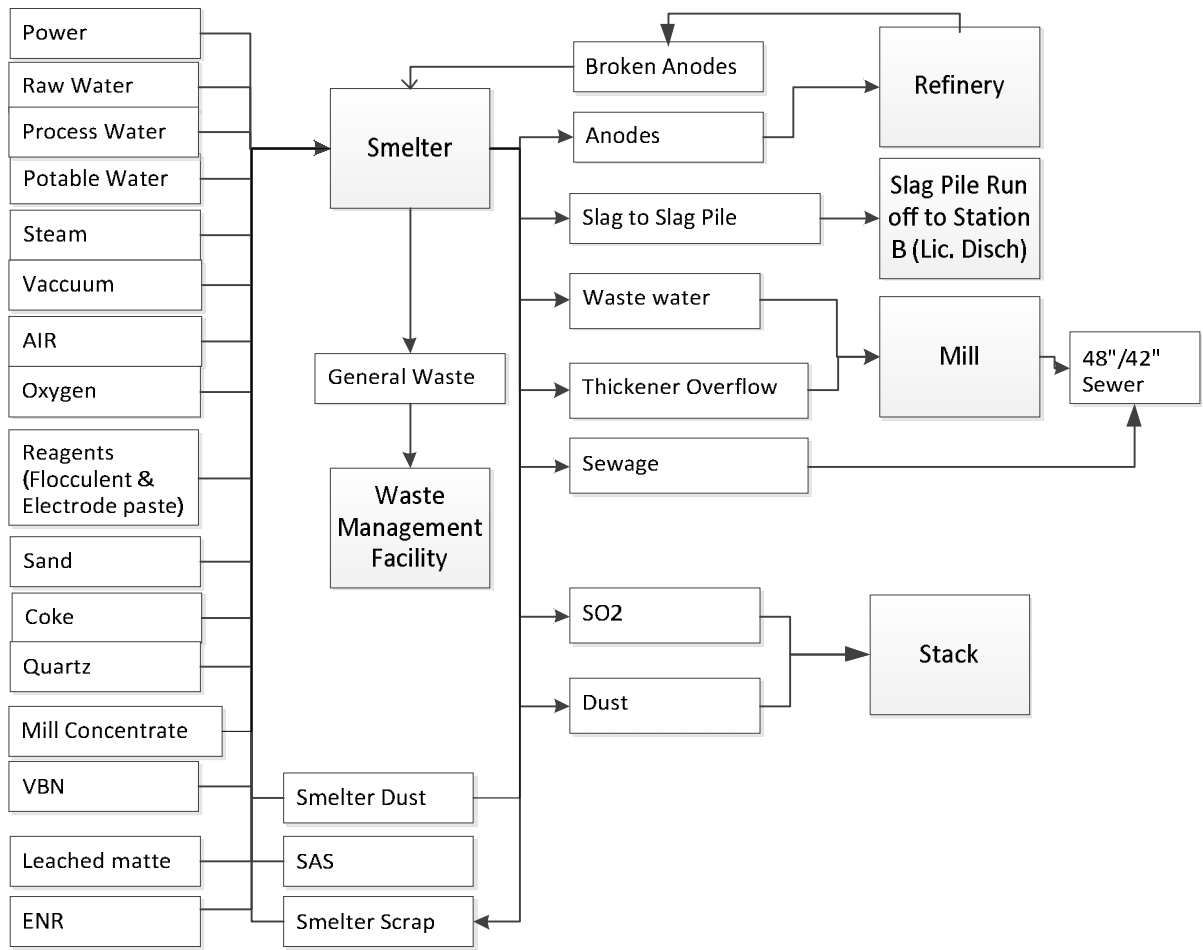 Power
Raw Water
Process Water
Potable Water
Steam
Vaccuum
AIR
Oxygen
Reagents
(Flocculent &
Electrode paste)
Sand
Coke
Quartz
Mill Concentrate
VBN
Leached matte
ENR
Smelter
General Waste
Waste
Management
Facility
Smelter Dust
SAS
Smelter Scrap
Broken Anodes
Anodes
Slag to Slag Pile
Waste water
Thickener Overflow
Sewage
SO2
Dust
Refinery
Slag Pile Run
off to Station
B (Lic. Disch)
Mill
Stack
48"/42"
Sewer